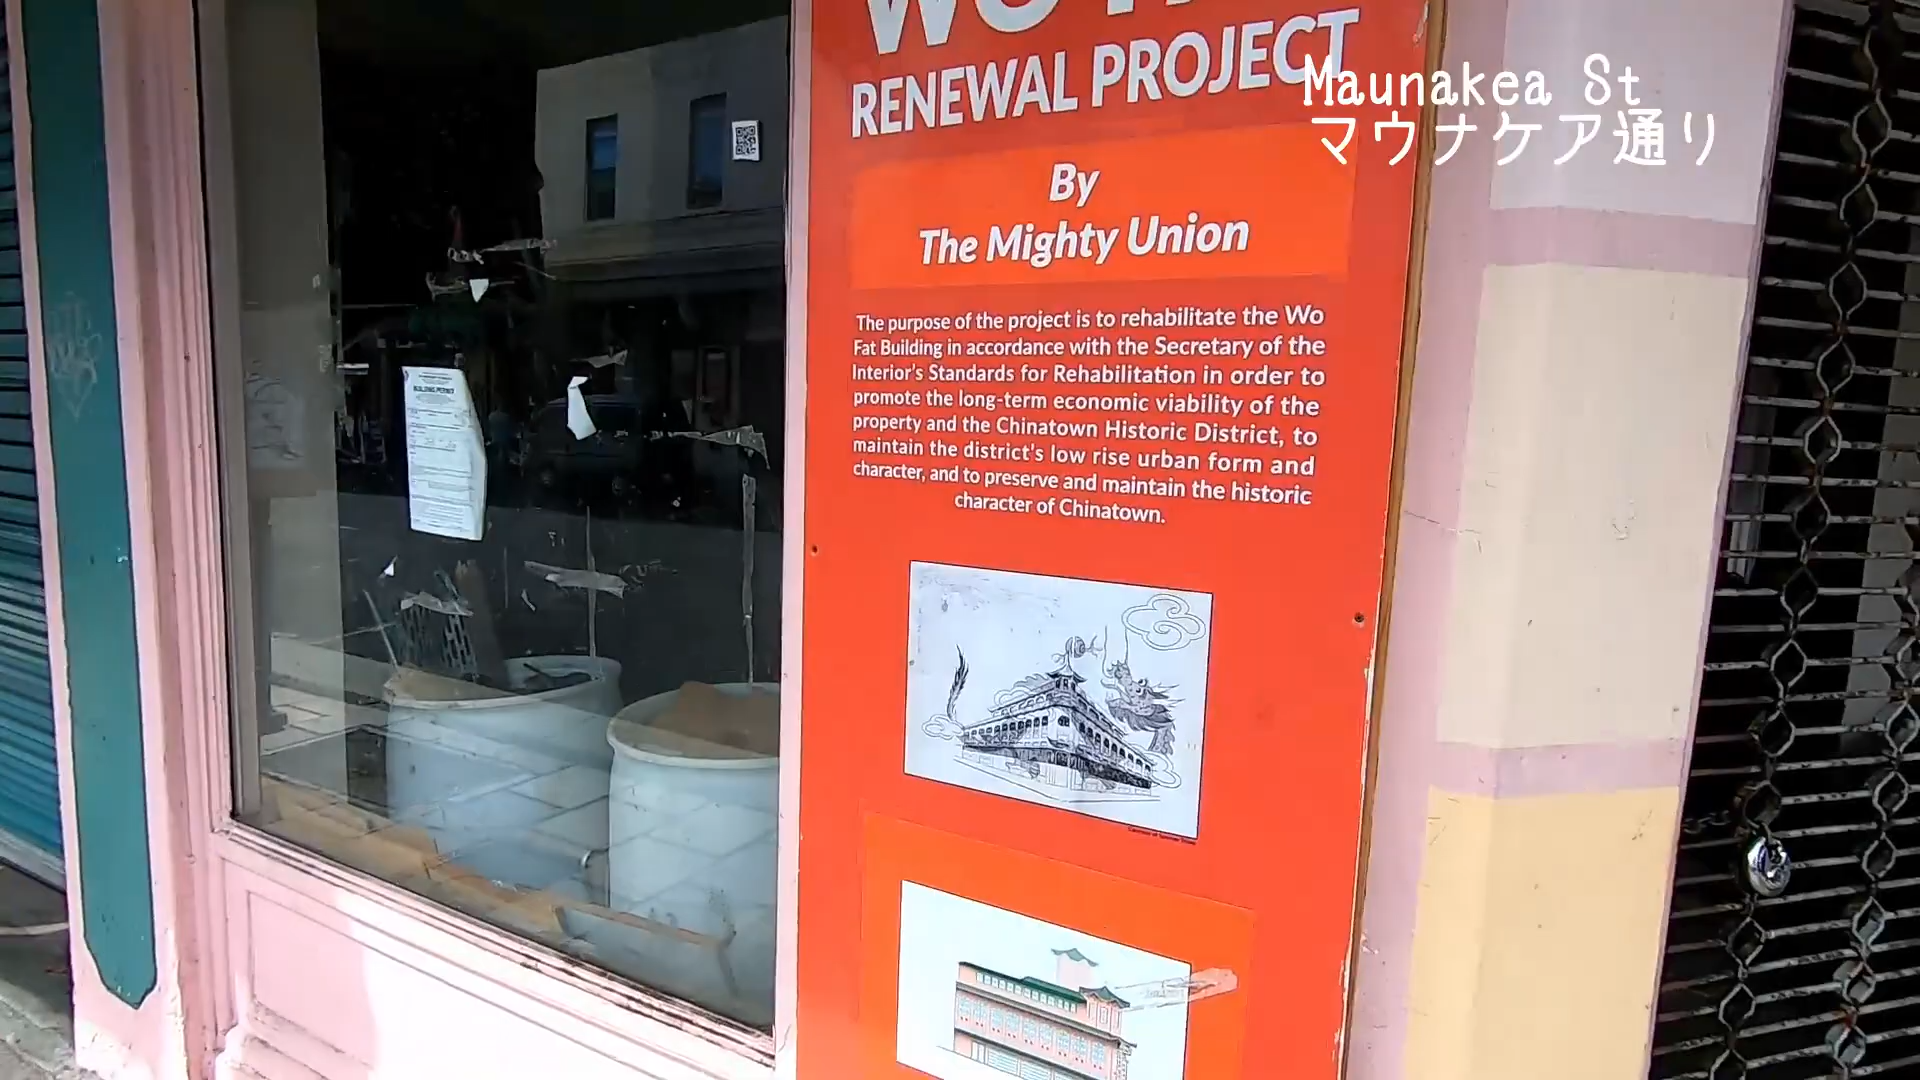 RENEWAL PROJECT
By
The Mighty Union
The purpose of the project is to rehabilitate the Wo
Fat Building in accordance with the Secretary of the
Interior's Standards for Rehabilitation in order to
promote the long-term economic viability of the
property and the Chinatown Historic District, to
maintain the district's low rise urban form and
character, and to preserve and maintain the historic
character of Chinatown.
Maunakea St
マウナケア通り
BUILDING PERMIT